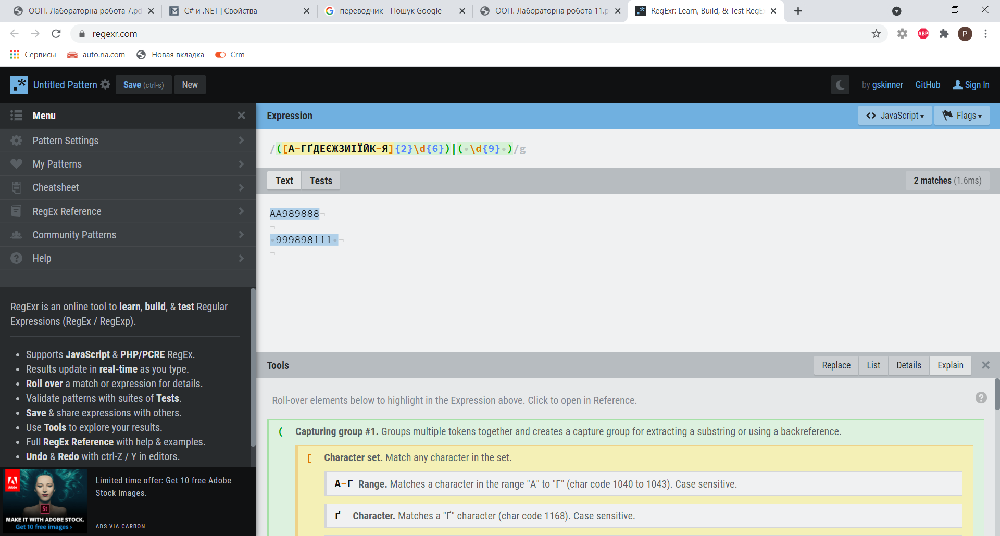 ООП. Лабораторна робота 7.pd
C# и .NET | Свойства
переводчик - Пошук Google
ООП. Лабораторна робота 11.p
RegExr: Learn, Build, & Test RegE
regexr.com
ABP
P
Сервисы
auto.ria.com
Новая вкладка
Crm
Untitled Pattern
Save (ctrl-s)
New
by gskinner
GitHub
Sign In
Menu
Expression
JavaScript
Flags
Pattern Settings
My Patterns
Cheatsheet
RegEx Reference
Community Patterns
Help
/([А-ГҐДЕЄЖЗИІЇЙК-Я]{2}\d{6})|( \d{9} )/g
Text
Tests
2 matches (1.6ms)
АА989888
999898111
RegExr is an online tool to learn, build, & test Regular
Expressions (RegEx / RegExp).
• Supports JavaScript & PHP/PCRE RegEx.
• Results update in real-time as you type.
• Roll over a match or expression for details.
• Validate patterns with suites of Tests.
• Save & share expressions with others.
• Use Tools to explore your results.
• Full RegEx Reference with help & examples.
• Undo & Redo with ctrl-Z / Y in editors.
Adobe
St
MAKE IT WITH ADOBE STOCK.
Get 10 free images ›
Limited time offer: Get 10 free Adobe
Stock images.
ADS VIA CARBON
Tools
Replace
List
Details
Explain
Roll-over elements below to highlight in the Expression above. Click to open in Reference.
( Capturing group #1. Groups multiple tokens together and creates a capture group for extracting a substring or using a backreference.
[ Character set. Match any character in the set.
А-Г Range. Matches a character in the range "А" to "Г" (char code 1040 to 1043). Case sensitive.
Ґ Character. Matches a "Ґ" character (char code 1168). Case sensitive.